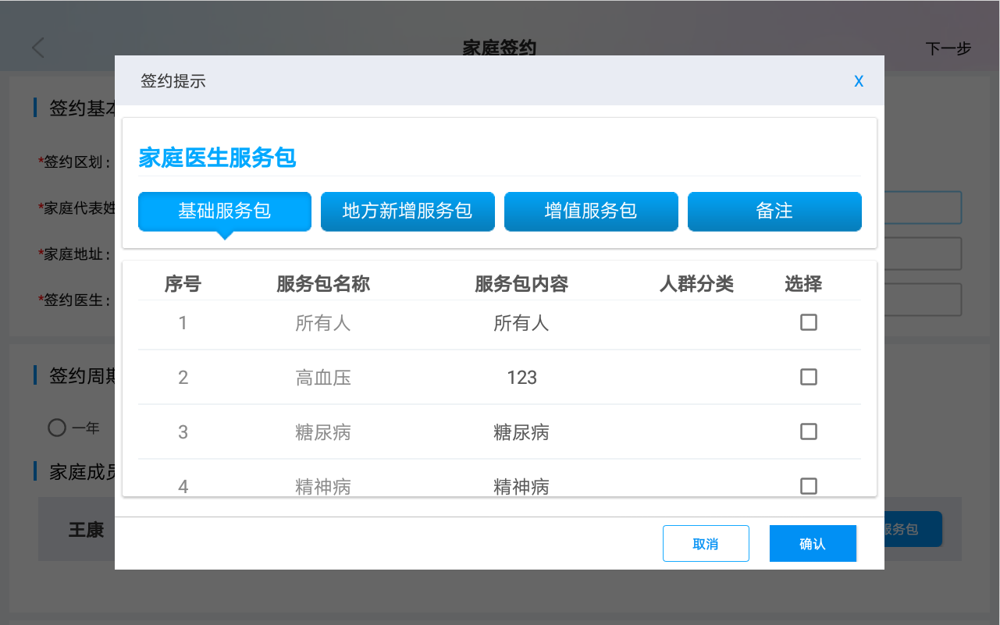 家庭签约
下一步
签约提示
X
签约基本
家庭医生服务包
*签约区划：
基础服务包 地方新增服务包 增值服务包 备注
*家庭代表姓
*家庭地址：
*签约医生：
序号 服务包名称 服务包内容 人群分类 选择
1 所有人 所有人
2 高血压 123
3 糖尿病 糖尿病
4 精神病 精神病
签约周期
一年
家庭成员
王康
服务包
取消 确认